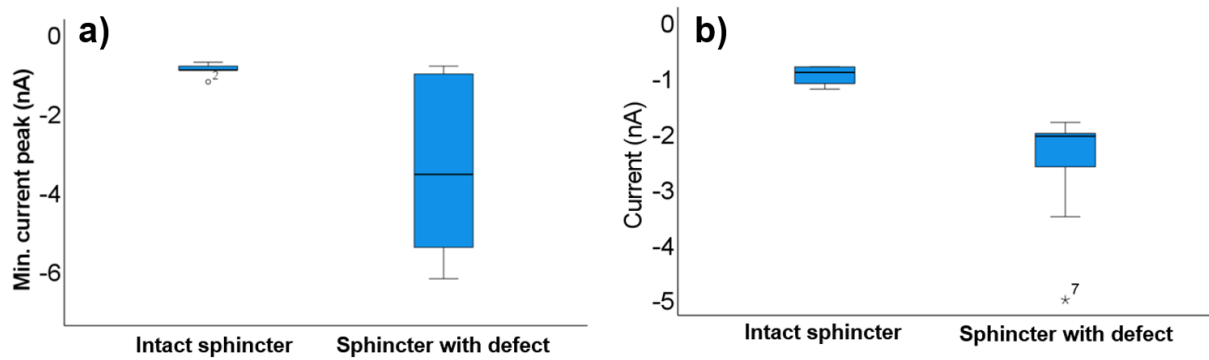 a)
Min. current peak (nA)
0
-2
-4
-6
2
Intact sphincter
Sphincter with defect
b)
Current (nA)
0
-1
-2
-3
-4
-5
7
Intact sphincter
Sphincter with defect